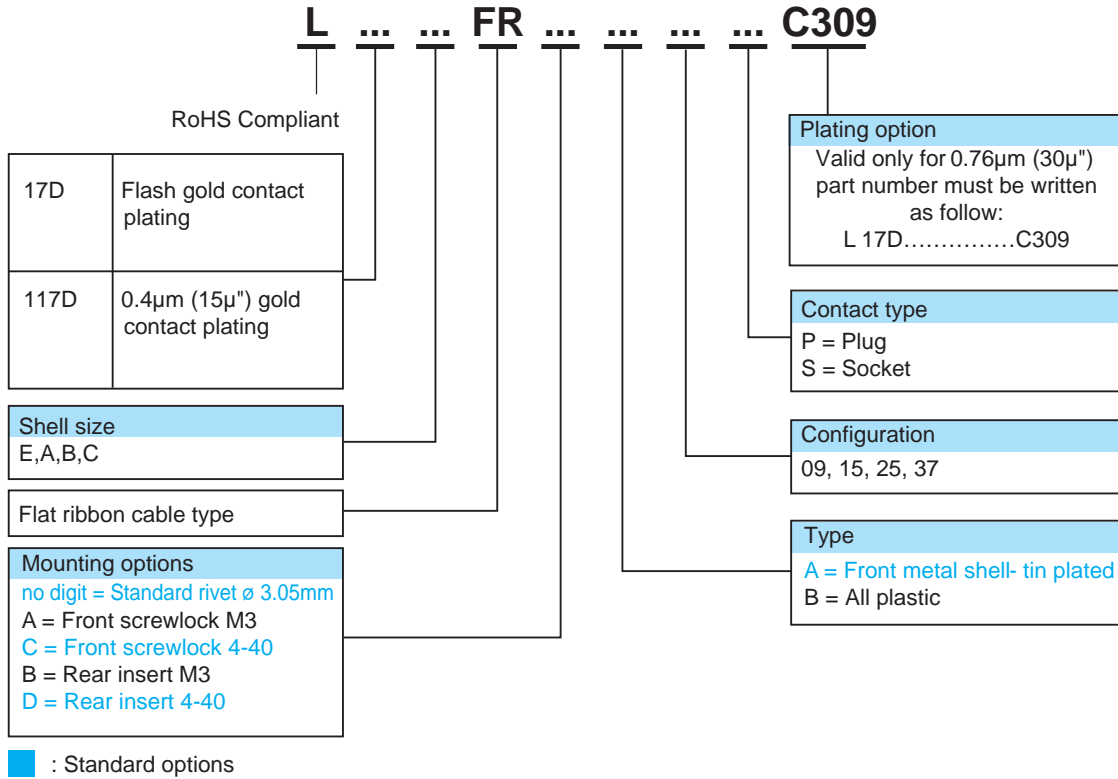 L ... ... FR ... ... ... ... C309
RoHS Compliant
17D
Flash gold contact
plating
117D
0.4µm (15µ") gold
contact plating
Shell size
E,A,B,C
Flat ribbon cable type
Mounting options
no digit = Standard rivet ø 3.05mm
A = Front screwlock M3
C = Front screwlock 4-40
B = Rear insert M3
D = Rear insert 4-40
: Standard options
Plating option
Valid only for 0.76µm (30µ")
part number must be written
as follow:
L 17D...............C309
Contact type
P = Plug
S = Socket
Configuration
09, 15, 25, 37
Type
A = Front metal shell- tin plated
B = All plastic